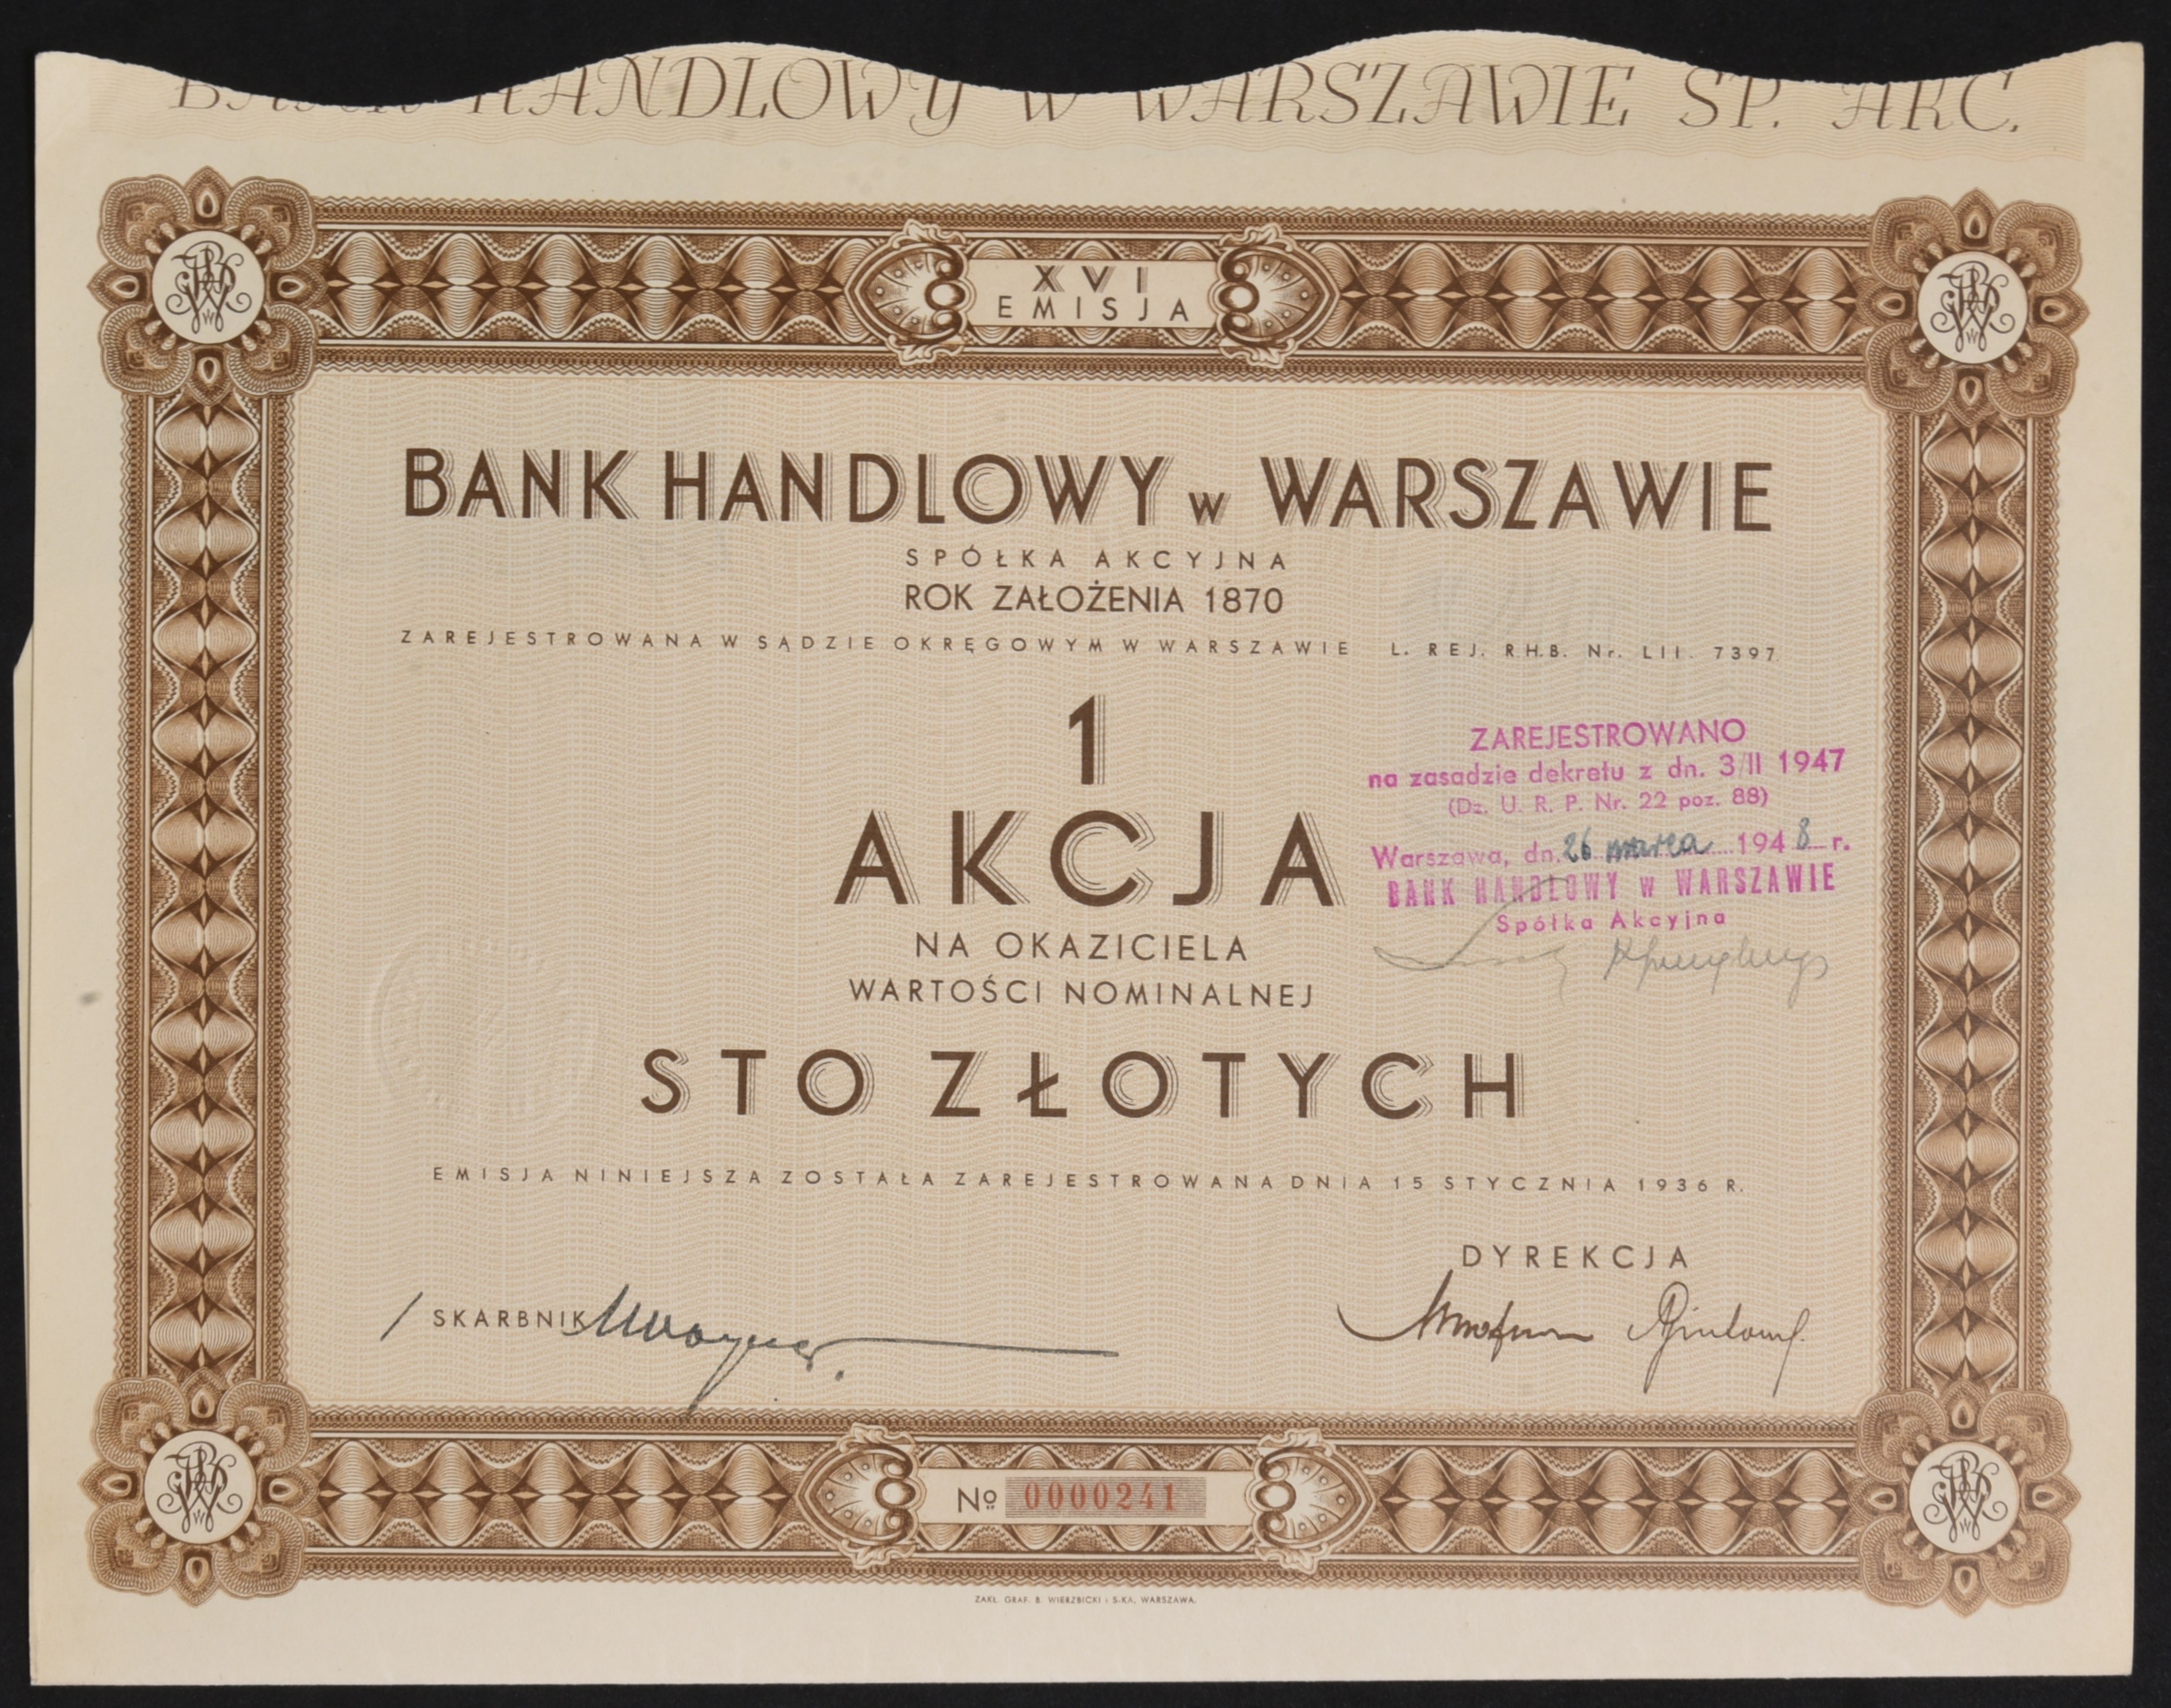 BANK HANDLOWY W WARSZAWIE SP. AKC.
XVI
EMISJA
BANK HANDLOWY w WARSZAWIE
SPÓŁKA AKCYJNA
ROK ZAŁOŻENIA 1870
ZAREJESTROWANA W SĄDZIE OKRĘGOWYM W WARSZAWIE L. REJ. R.H.B. Nr. LII. 7397
1
AKCJA
NA OKAZICIELA
WARTOŚCI NOMINALNEJ
STO ZŁOTYCH
ZAREJESTROWANO
na zasadzie dekretu z dn. 3/II 1947
(Dz. U. R. P. Nr. 22 poz. 88)
Warszawa, dn. 26 marca 1948 r.
BANK HANDLOWY w WARSZAWIE
Spółka Akcyjna
EMISJA NINIEJSZA ZOSTAŁA ZAREJESTROWANA DNIA 15 STYCZNIA 1936 R.
DYREKCJA
/ SKARBNIK
No 0000241
ZAKŁ. GRAF. B. WIERZBICKI i S-KA, WARSZAWA.